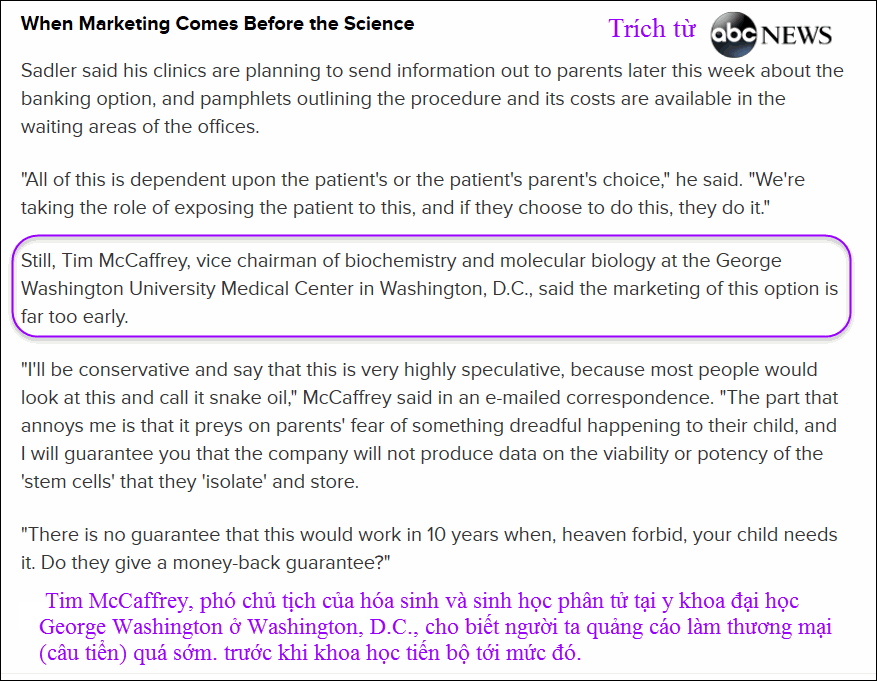 When Marketing Comes Before the Science
Trích từ abc NEWS
Sadler said his clinics are planning to send information out to parents later this week about the
banking option, and pamphlets outlining the procedure and its costs are available in the
waiting areas of the offices.
"All of this is dependent upon the patient's or the patient's parent's choice," he said. "We're
taking the role of exposing the patient to this, and if they choose to do this, they do it."
Still, Tim McCaffrey, vice chairman of biochemistry and molecular biology at the George
Washington University Medical Center in Washington, D.C., said the marketing of this option is
far too early.
"I'll be conservative and say that this is very highly speculative, because most people would
look at this and call it snake oil," McCaffrey said in an e-mailed correspondence. "The part that
annoys me is that it preys on parents' fear of something dreadful happening to their child, and
I will guarantee you that the company will not produce data on the viability or potency of the
'stem cells' that they 'isolate' and store.
"There is no guarantee that this would work in 10 years when, heaven forbid, your child needs
it. Do they give a money-back guarantee?"
Tim McCaffrey, phó chủ tịch của hóa sinh và sinh học phân tử tại y khoa đại học
George Washington ở Washington, D.C., cho biết người ta quảng cáo làm thương mại
(câu tiền) quá sớm. trước khi khoa học tiến bộ tới mức đó.